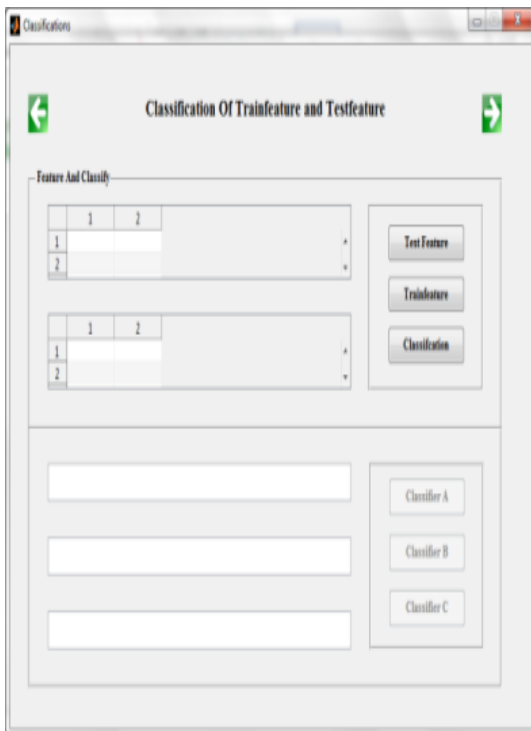 Classifications
Classification Of Trainfeature and Testfeature
Feature And Classify
1 2
1
2
Test Feature
Trainfeature
Classifcation
1 2
1
2
Classifier A
Classifier B
Classifier C